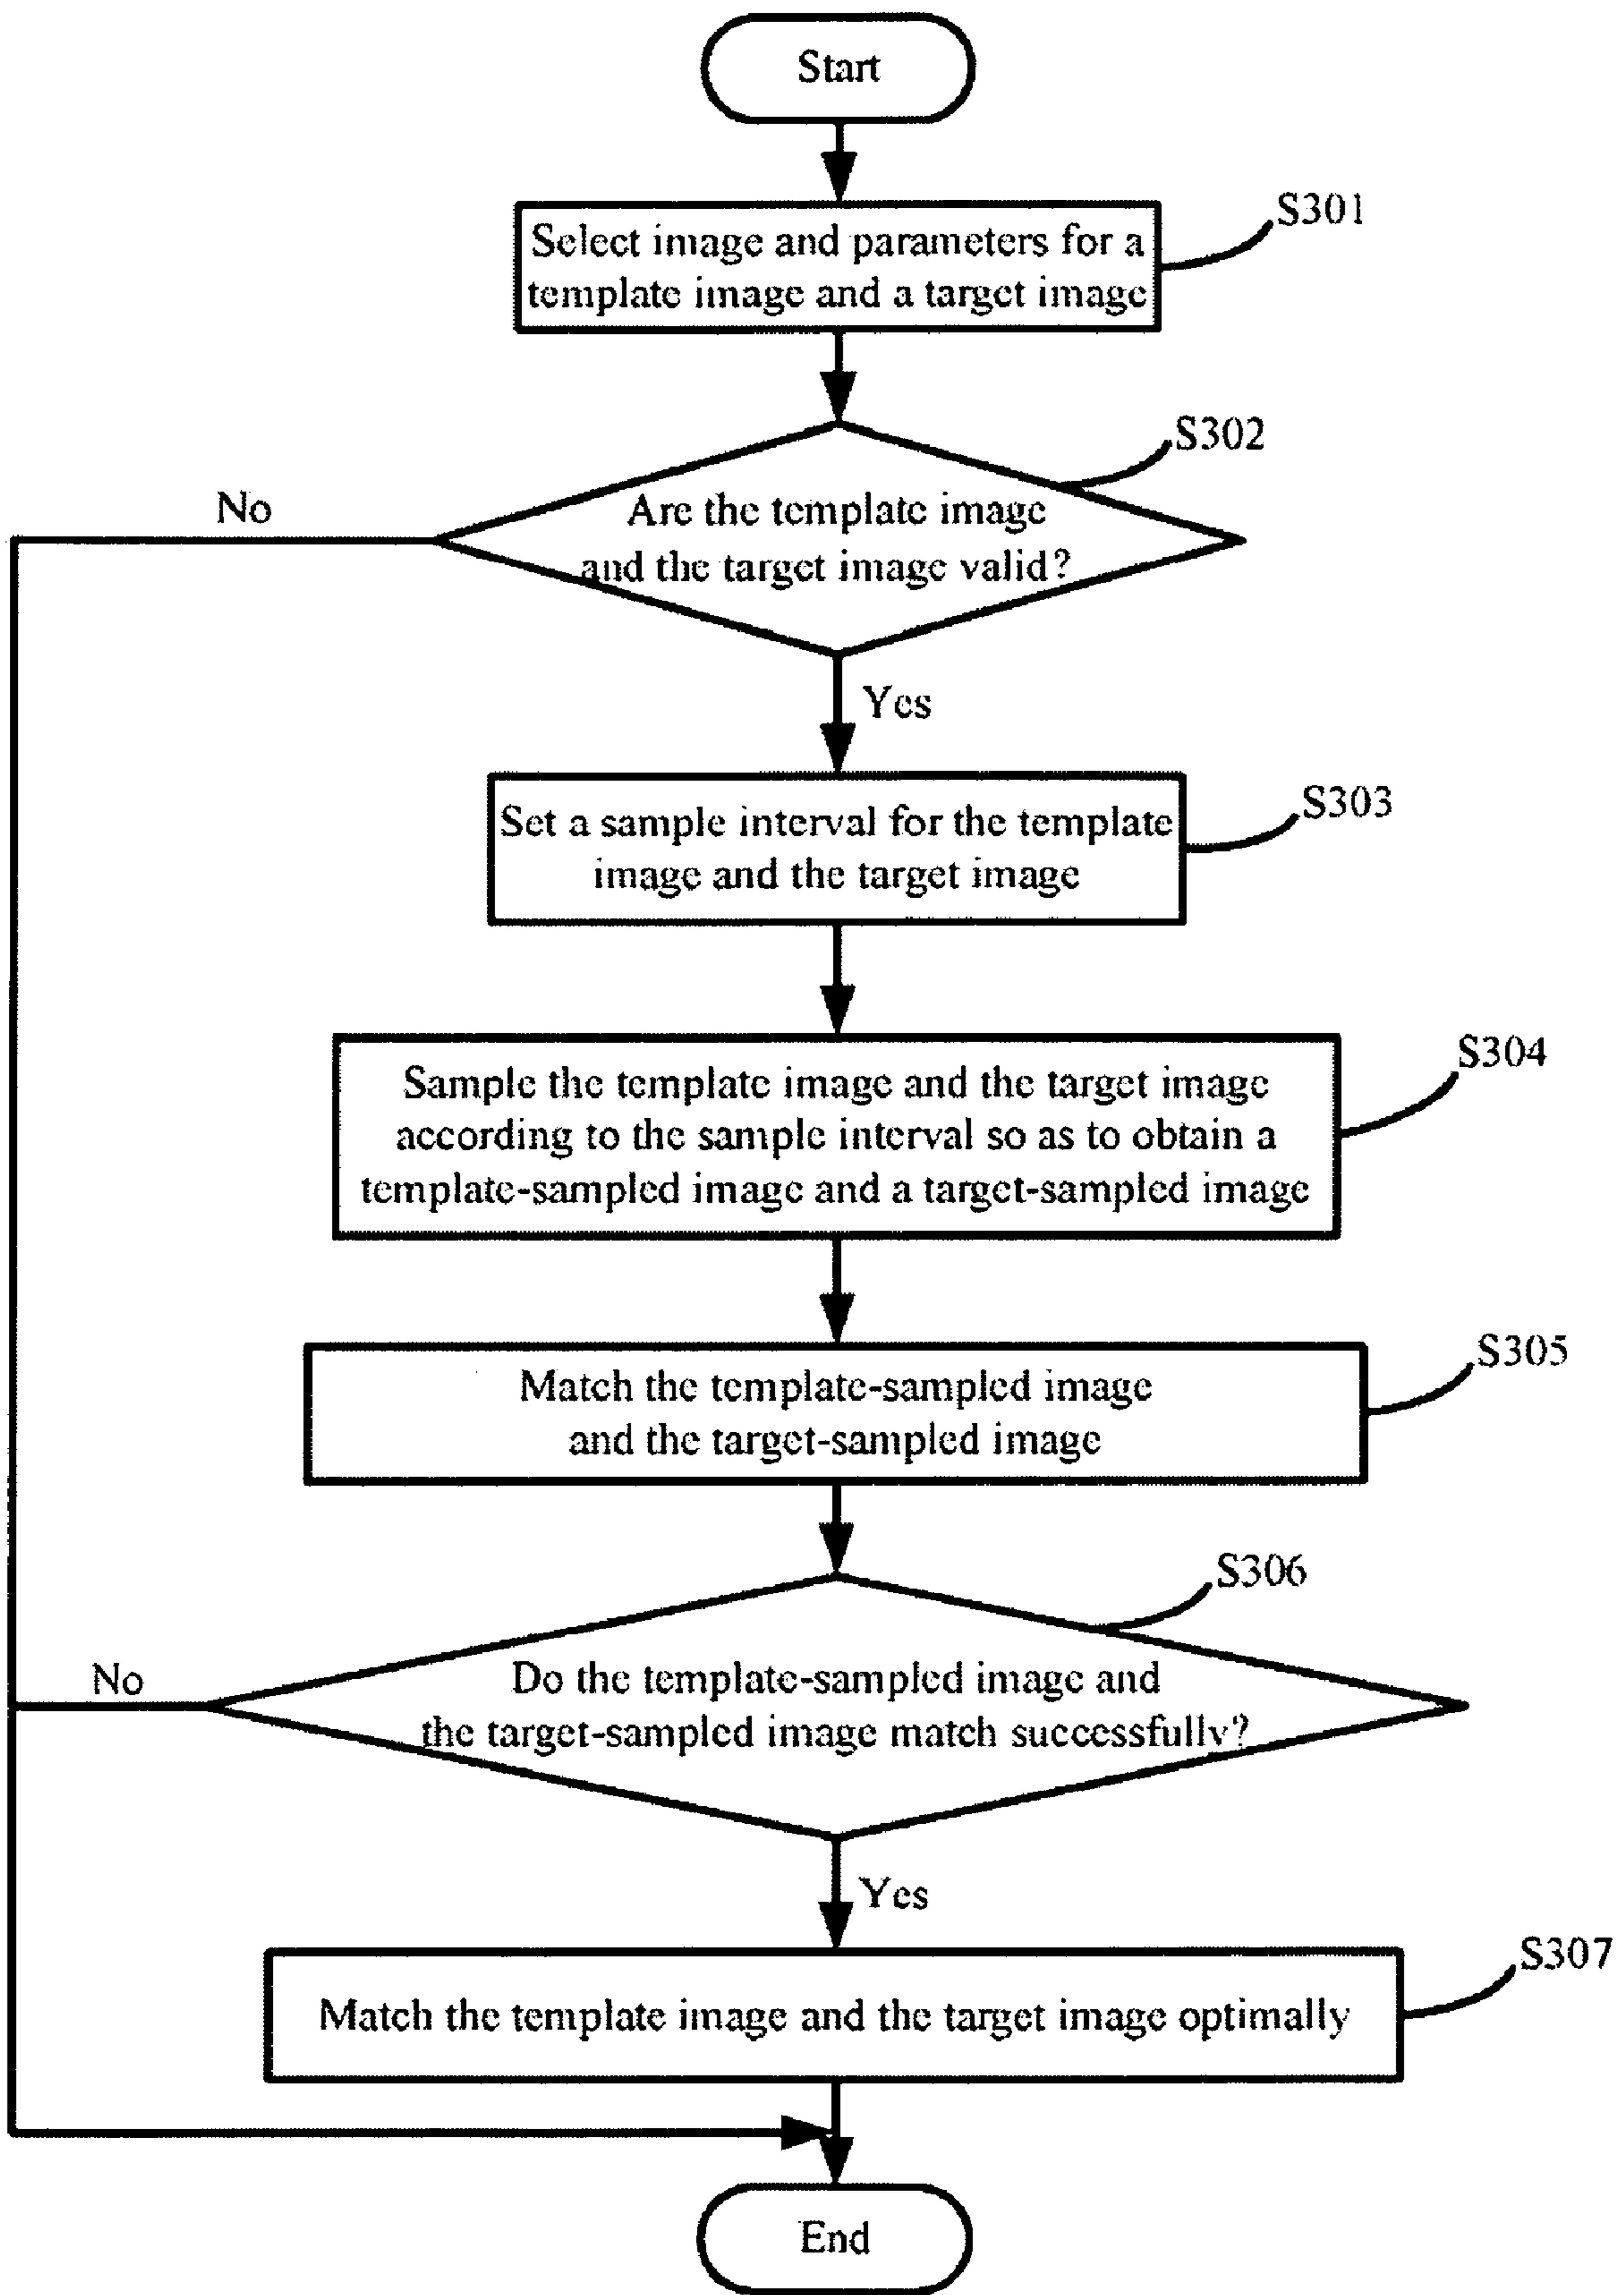 Start
S301
Select image and parameters for a
template image and a target image
S302
No
Are the template image
and the target image valid?
Yes
S303
Set a sample interval for the template
image and the target image
S304
Sample the template image and the target image
according to the sample interval so as to obtain a
template-sampled image and a target-sampled image
S305
Match the template-sampled image
and the target-sampled image
S306
No
Do the template-sampled image and
the target-sampled image match successfully?
Yes
S307
Match the template image and the target image optimally
End